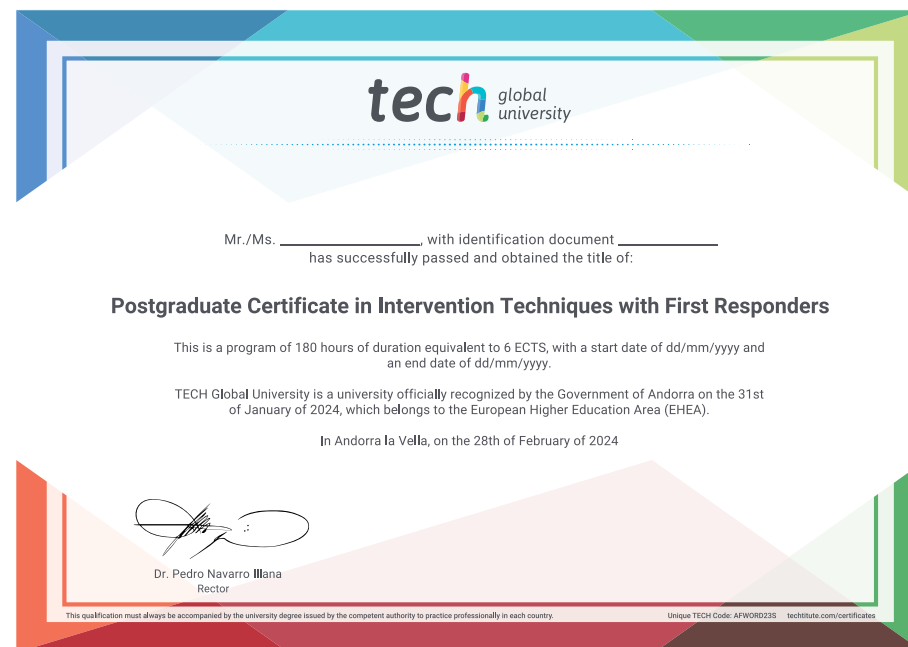 tech global university
Mr./Ms. ____________, with identification document ____________
has successfully passed and obtained the title of:
Postgraduate Certificate in Intervention Techniques with First Responders
This is a program of 180 hours of duration equivalent to 6 ECTS, with a start date of dd/mm/yyyy and
an end date of dd/mm/yyyy.
TECH Global University is a university officially recognized by the Government of Andorra on the 31st
of January of 2024, which belongs to the European Higher Education Area (EHEA).
In Andorra la Vella, on the 28th of February of 2024
Dr. Pedro Navarro Illana
Rector
This qualification must always be accompanied by the university degree issued by the competent authority to practice professionally in each country.
Unique TECH Code: AFWORD23S techtitute.com/certificates